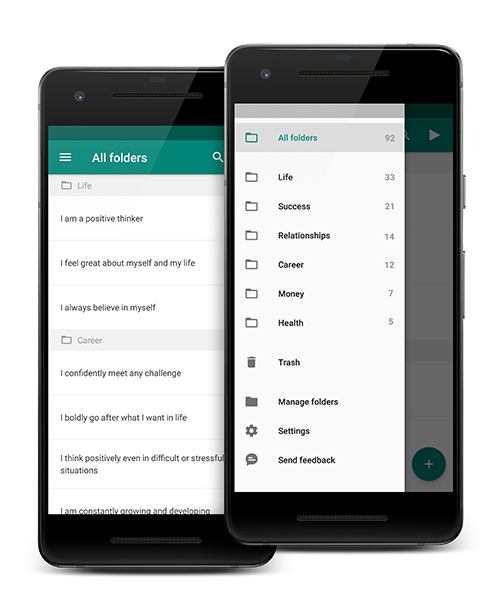 All folders
Life
I am a positive thinker
I feel great about myself and my life
I always believe in myself
Career
I confidently meet any challenge
I boldly go after what I want in life
I think positively even in difficult or stressful
situations
I am constantly growing and developing
All folders 92
Life 33
Success 21
Relationships 14
Career 12
Money 7
Health 5
Trash
Manage folders
Settings
Send feedback